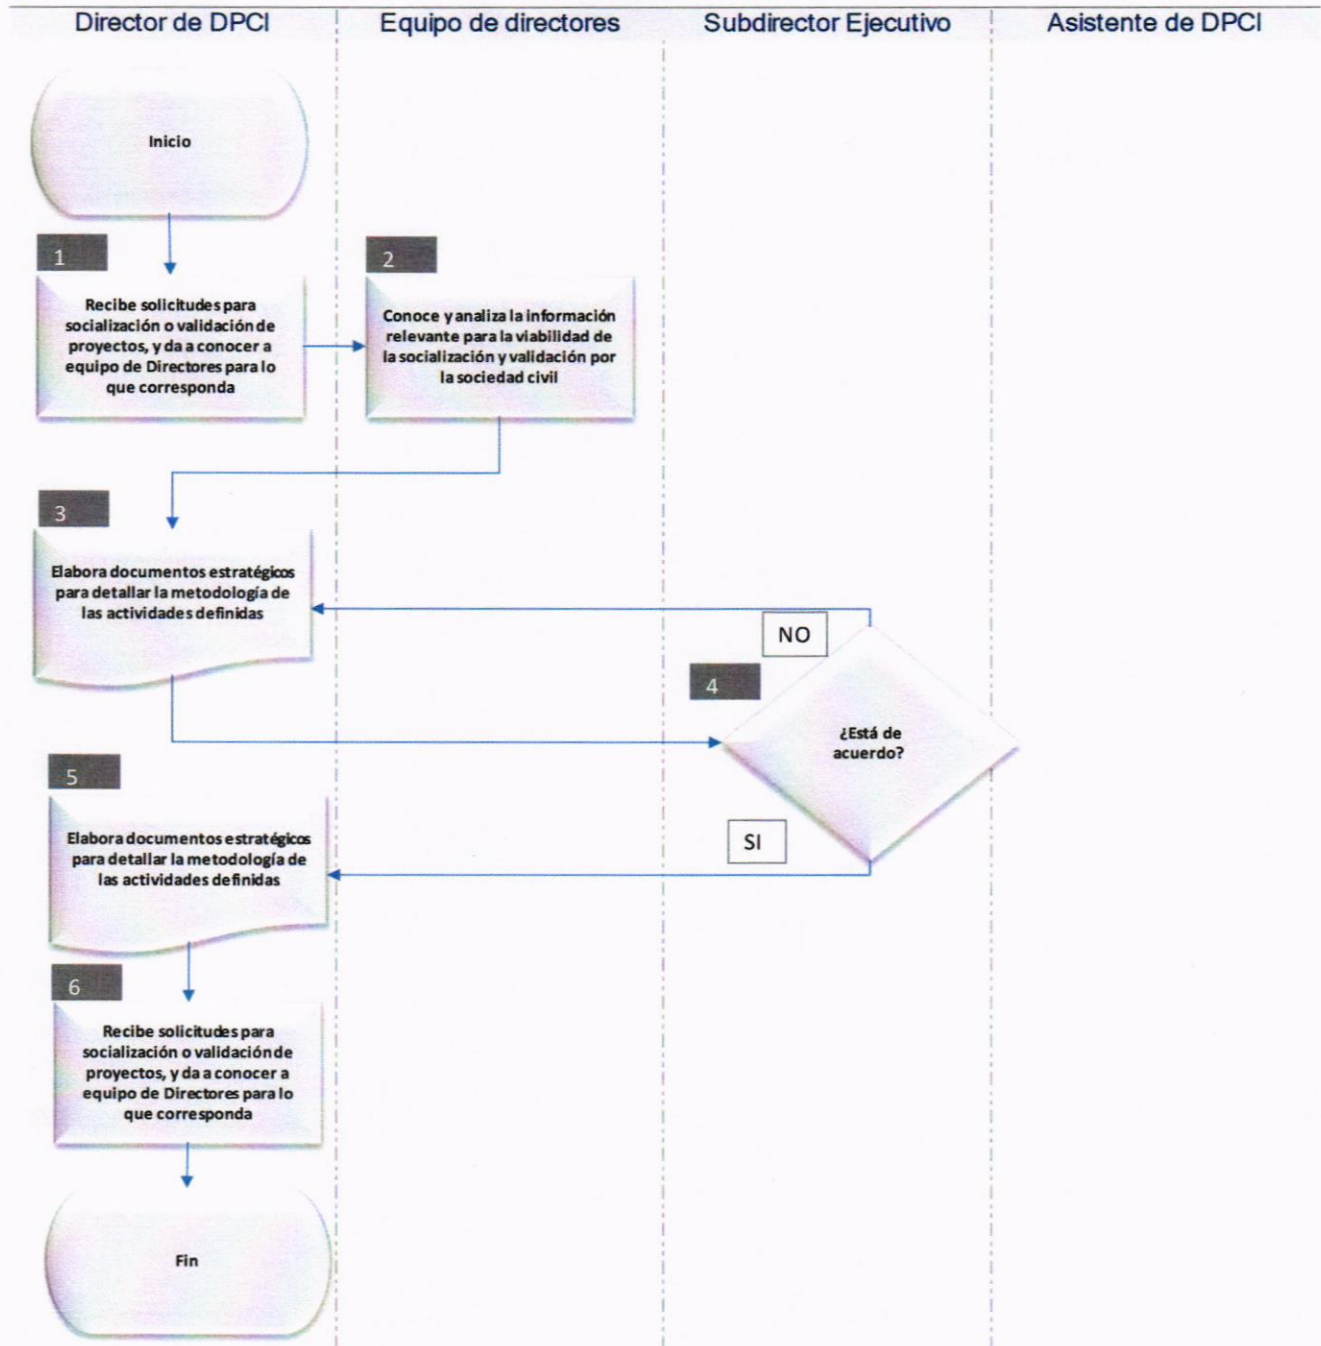 Director de DPCI
Equipo de directores
Subdirector Ejecutivo
Asistente de DPCI
Inicio
1
Recibe solicitudes para
socialización o validación de
proyectos, y da a conocer a
equipo de Directores para lo
que corresponda
2
Conoce y analiza la información
relevante para la viabilidad de
la socialización y validación por
la sociedad civil
3
Elabora documentos estratégicos
para detallar la metodología de
las actividades definidas
NO
4
¿Está de
acuerdo?
SI
5
Elabora documentos estratégicos
para detallar la metodología de
las actividades definidas
6
Recibe solicitudes para
socialización o validación de
proyectos, y da a conocer a
equipo de Directores para lo
que corresponda
Fin